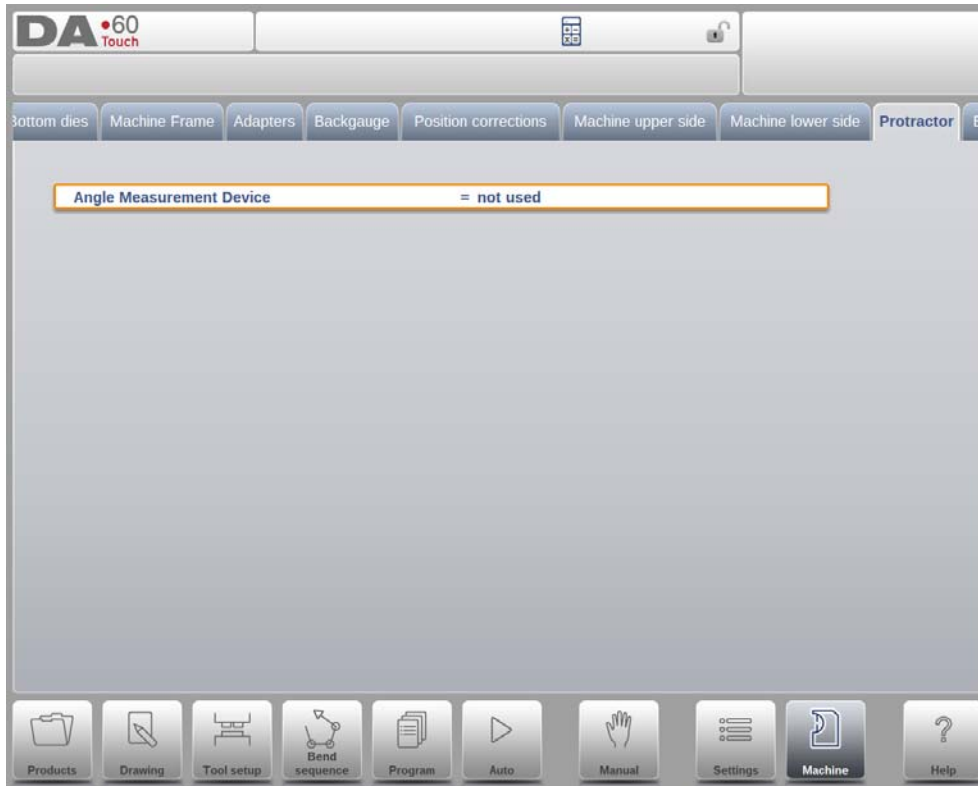 DA•60
Touch
Bottom dies Machine Frame Adapters Backgauge Position corrections Machine upper side Machine lower side Protractor
Angle Measurement Device = not used
Products Drawing Tool setup Bend sequence Program Auto Manual Settings Machine Help